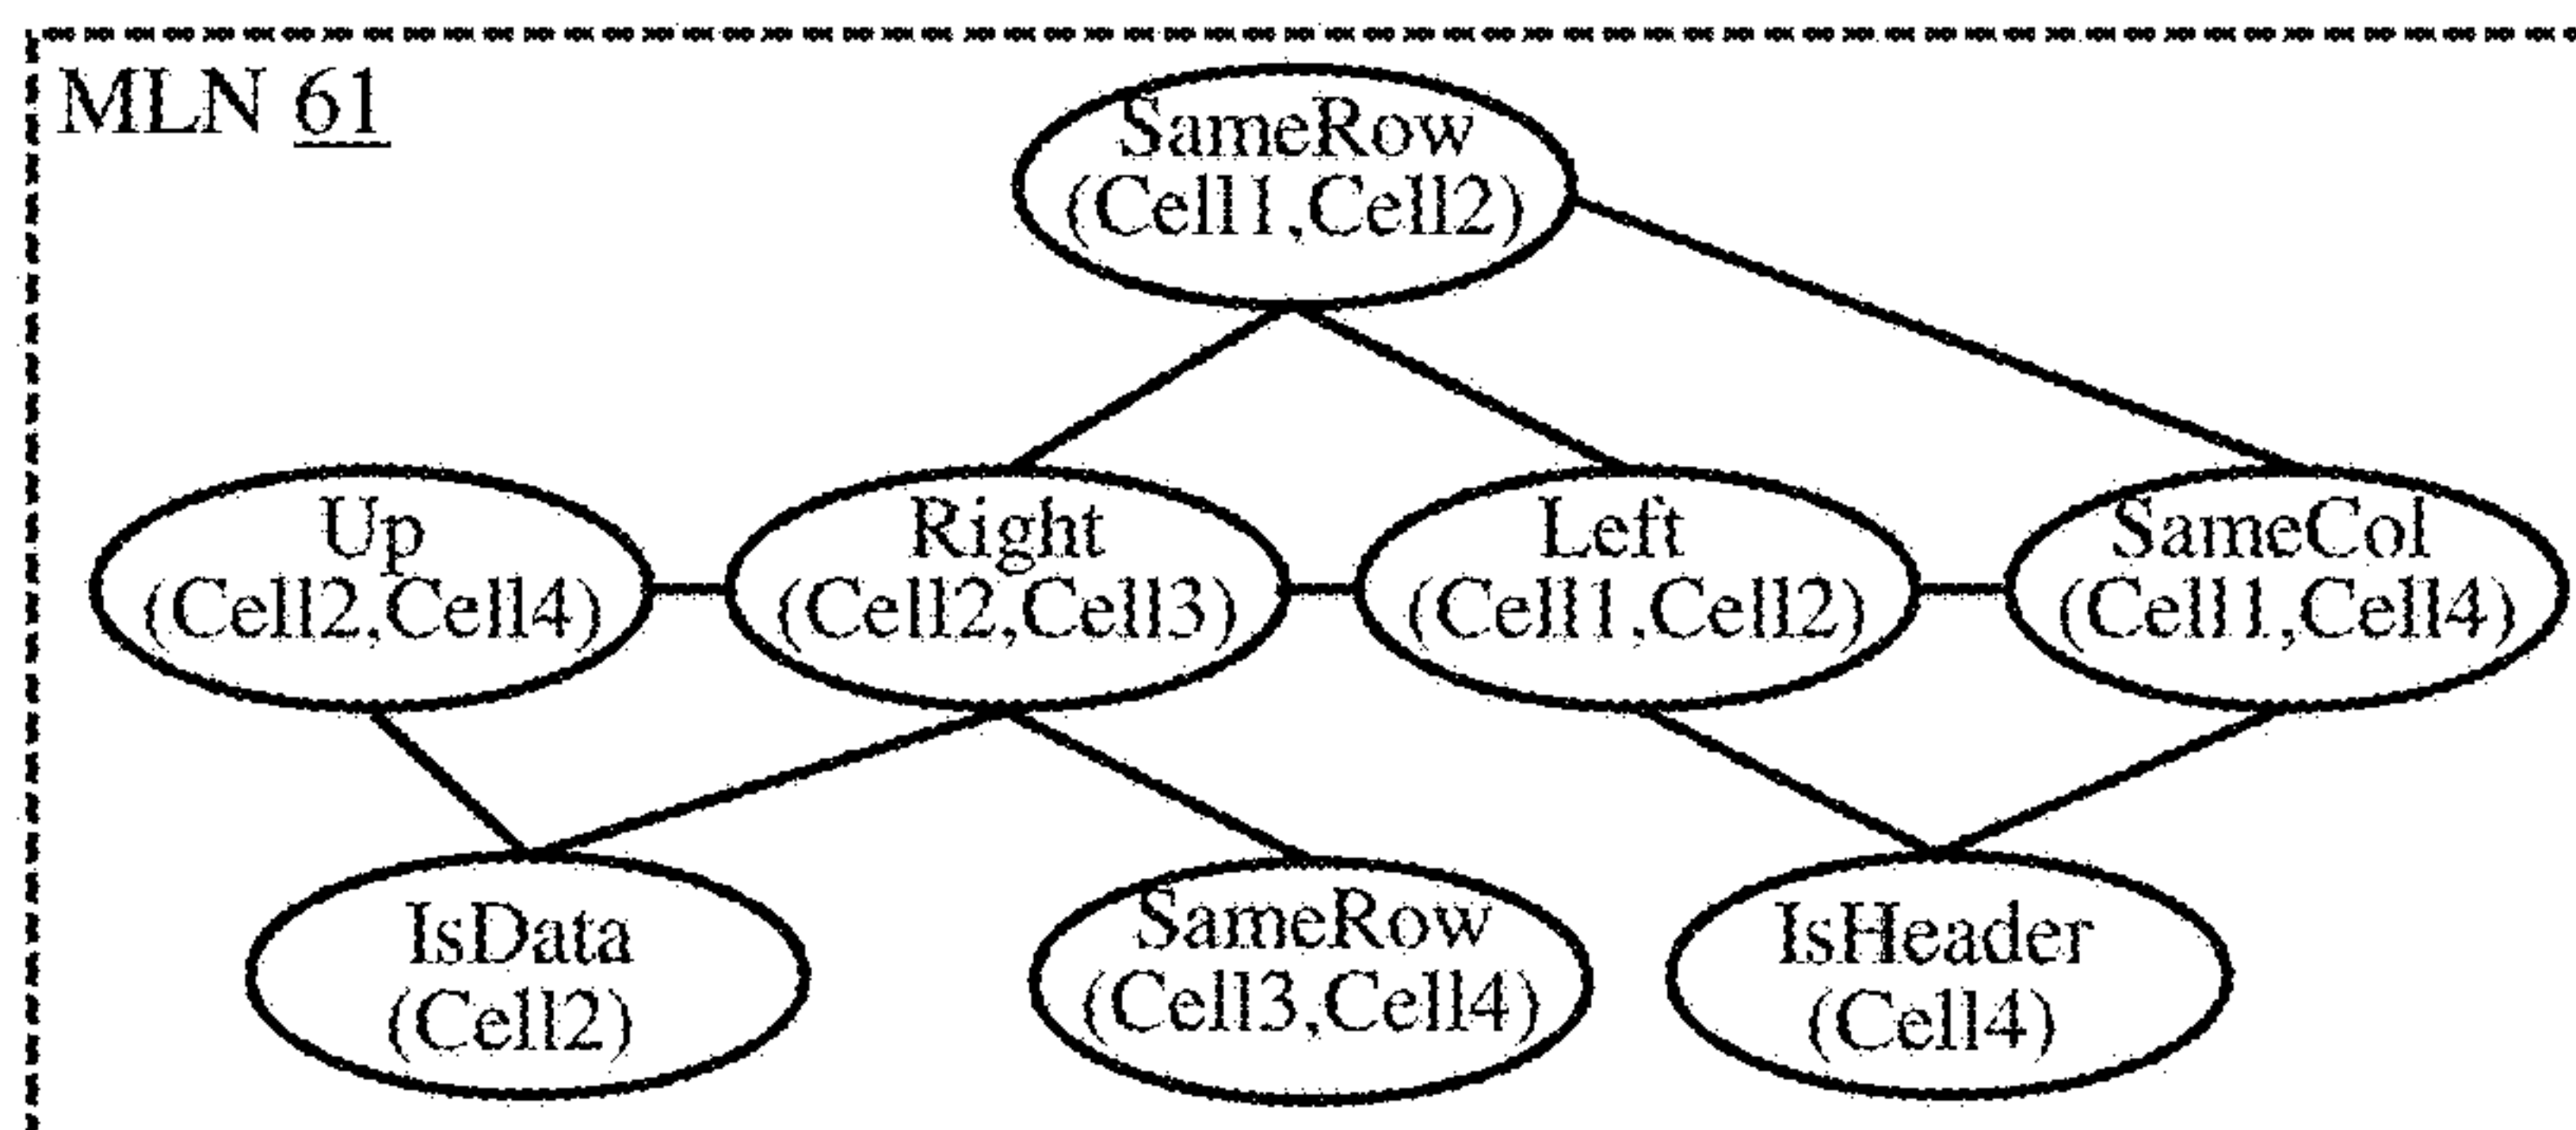 MLN 61
SameRow
(Cell1,Cell2)
Up
(Cell2,Cell4)
Right
(Cell2,Cell3)
Left
(Cell1,Cell2)
SameCol
(Cell1,Cell4)
IsData
(Cell2)
SameRow
(Cell3,Cell4)
IsHeader
(Cell4)